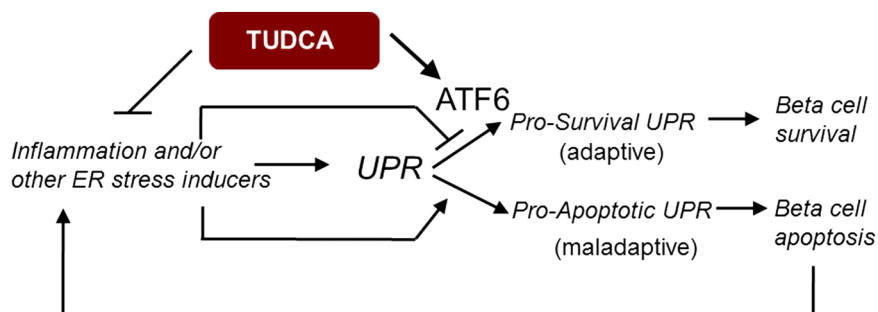 TUDCA
ATF6
Inflammation and/or
other ER stress inducers
UPR
Pro-Survival UPR
(adaptive)
Beta cell
survival
Pro-Apoptotic UPR
(maladaptive)
Beta cell
apoptosis